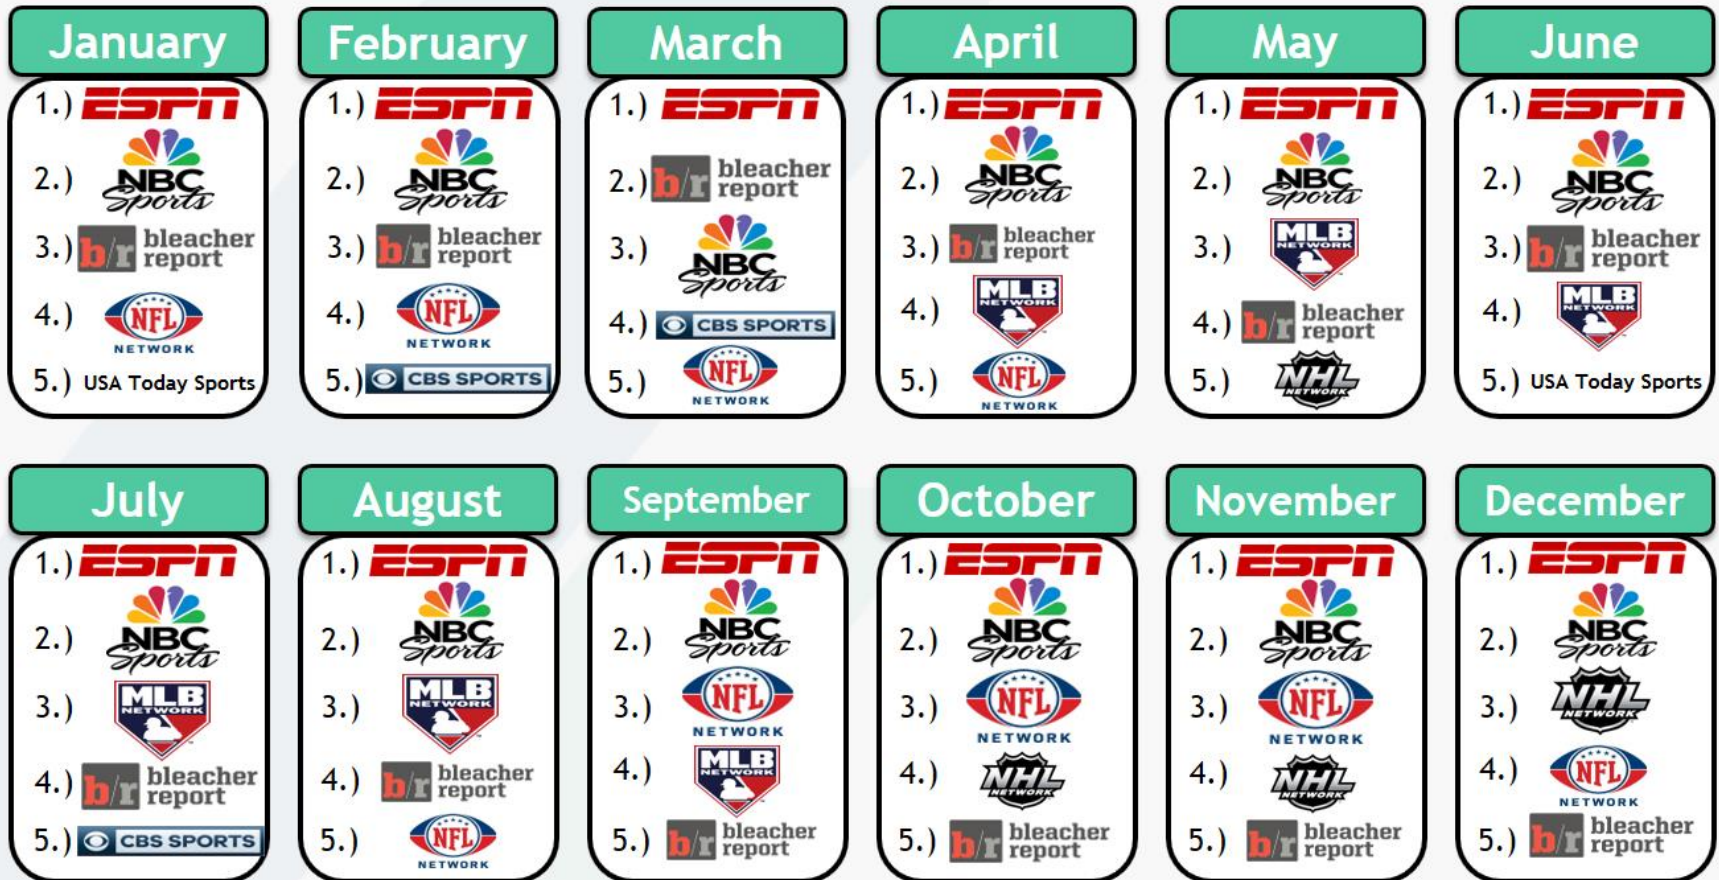 January
1.) ESPN
2.) NBC
Sports
3.) b/r bleacher
report
4.) NFL
NETWORK
5.) USA Today Sports
February
1.) ESPN
2.) NBC
Sports
3.) b/r bleacher
report
4.) NFL
NETWORK
5.) CBS SPORTS
March
1.) ESPN
2.) b/r bleacher
report
3.) NBC
Sports
4.) CBS SPORTS
5.) NFL
NETWORK
April
1.) ESPN
2.) NBC
Sports
3.) b/r bleacher
report
4.) MLB
NETWORK
5.) NFL
NETWORK
May
1.) ESPN
2.) NBC
Sports
3.) MLB
NETWORK
4.) b/r bleacher
report
5.) NHL
NETWORK
June
1.) ESPN
2.) NBC
Sports
3.) b/r bleacher
report
4.) MLB
NETWORK
5.) USA Today Sports
July
1.) ESPN
2.) NBC
Sports
3.) MLB
NETWORK
4.) b/r bleacher
report
5.) CBS SPORTS
August
1.) ESPN
2.) NBC
Sports
3.) MLB
NETWORK
4.) b/r bleacher
report
5.) NFL
NETWORK
September
1.) ESPN
2.) NBC
Sports
3.) NFL
NETWORK
4.) MLB
NETWORK
5.) b/r bleacher
report
October
1.) ESPN
2.) NBC
Sports
3.) NFL
NETWORK
4.) NHL
NETWORK
5.) b/r bleacher
report
November
1.) ESPN
2.) NBC
Sports
3.) NFL
NETWORK
4.) NHL
NETWORK
5.) b/r bleacher
report
December
1.) ESPN
2.) NBC
Sports
3.) NHL
NETWORK
4.) NFL
NETWORK
5.) b/r bleacher
report